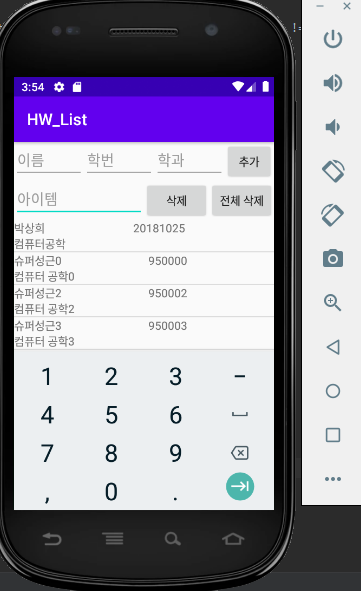 3:54
HW_List
이름 학번 학과 추가
아이템 삭제 전체 삭제
박상희 20181025
컴퓨터공학
슈퍼성근0 950000
컴퓨터 공학0
슈퍼성근2 950002
컴퓨터 공학2
슈퍼성근3 950003
컴퓨터 공학3
1 2 3 −
4 5 6
7 8 9
, 0 .